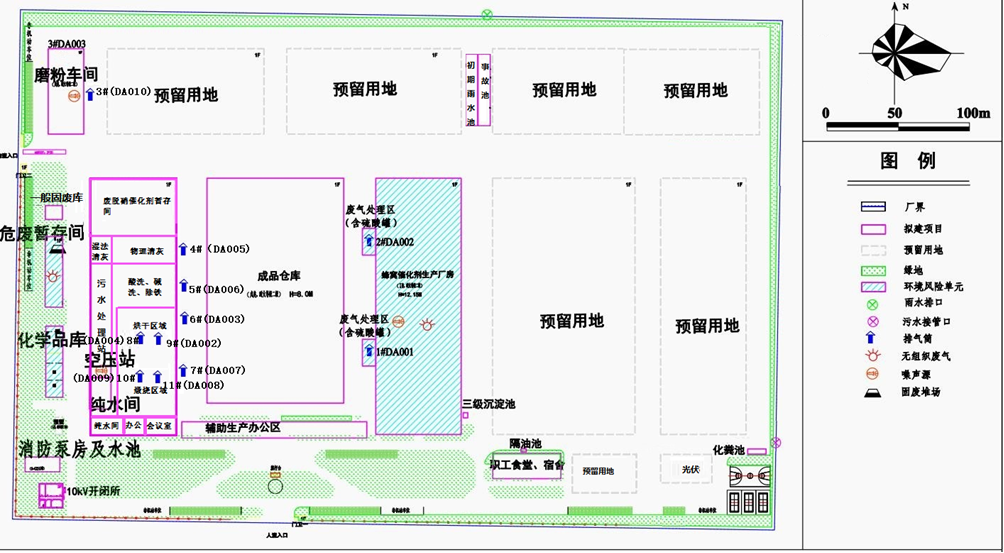 N
0 50 100m
图 例
厂界
拟建项目
预留用地
绿地
环境风险单元
雨水排口
污水接管口
排气筒
无组织废气
噪声源
固废堆场
3#DA003
1F
磨粉车间
3#(DA010)
预留用地
预留用地
初期雨水池
事故池
预留用地
预留用地
一般固废库
危废暂存间
化学品库
废脱硝催化剂暂存间
1F
湿法清灰
物理清灰
污水处理站
酸洗、碱洗、除铁
烘干区域
煅烧区域
4#(DA005)
5#(DA006)
6#(DA003)
(DA004)8#
9#(DA002)
7#(DA007)
(DA009)10#
11#(DA008)
空压站
纯水间
纯水间
办公
会议室
1F
成品仓库
H=8.0M
废气处理区
(含硫酸罐)
2#DA002
废气处理区
(含硫酸罐)
1#DA001
1F
蜂窝催化剂生产厂房
H=12.15M
1F
预留用地
1F
预留用地
三级沉淀池
辅助生产办公区
消防泵房及水池
10kV开闭所
隔油池
职工食堂、宿舍
预留用地
光伏
化粪池
人流入口